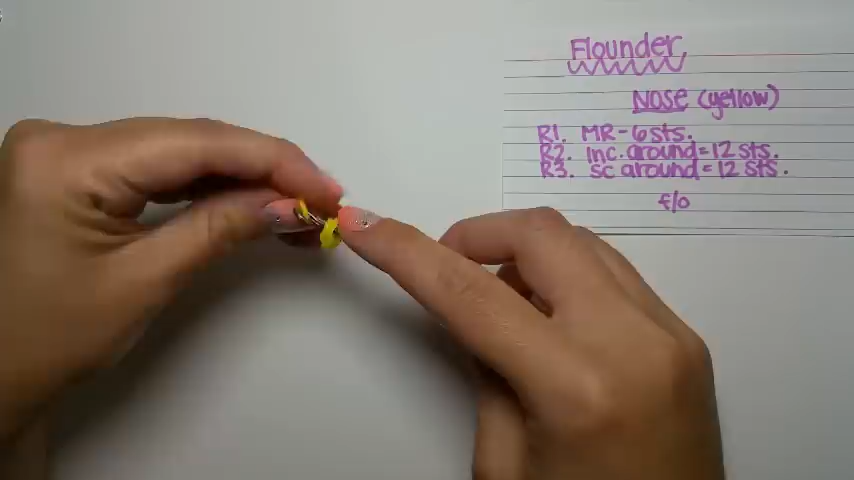 Flounder
Nose (yellow)
R1. MR-6sts.
R2. Inc. around=12 sts.
R3. sc around=12 sts.
f/o